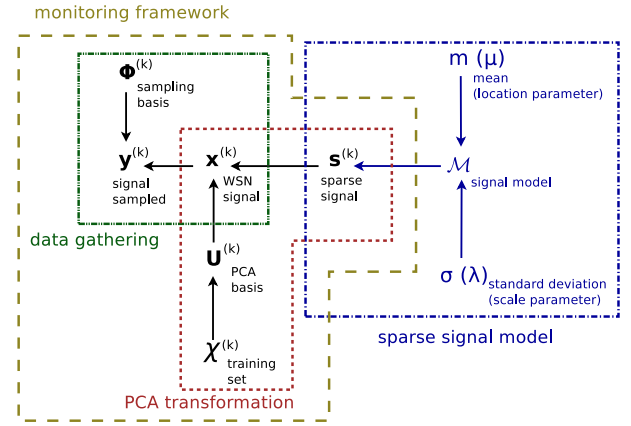 monitoring framework
Φ(k)
sampling
basis
m (μ)
mean
(location parameter)
y(k)
signal
sampled
x(k)
WSN
signal
s(k)
sparse
signal
ℳ
signal model
data gathering
U(k)
PCA
basis
σ (λ)
standard deviation
(scale parameter)
sparse signal model
χ(k)
training
set
PCA transformation